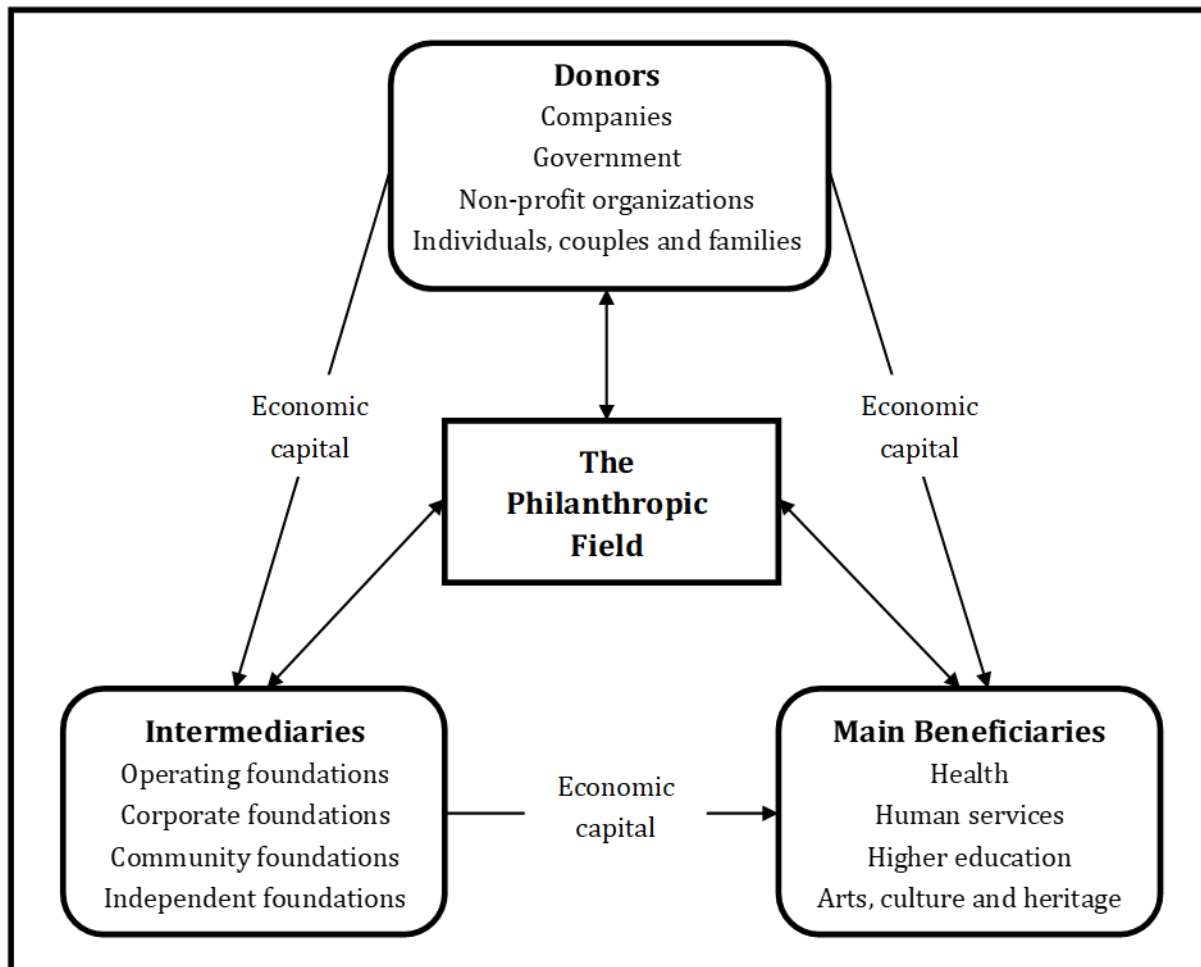 Donors
Companies
Government
Non-profit organizations
Individuals, couples and families
Economic
capital
Economic
capital
The
Philanthropic
Field
Intermediaries
Operating foundations
Corporate foundations
Community foundations
Independent foundations
Economic
capital
Main Beneficiaries
Health
Human services
Higher education
Arts, culture and heritage